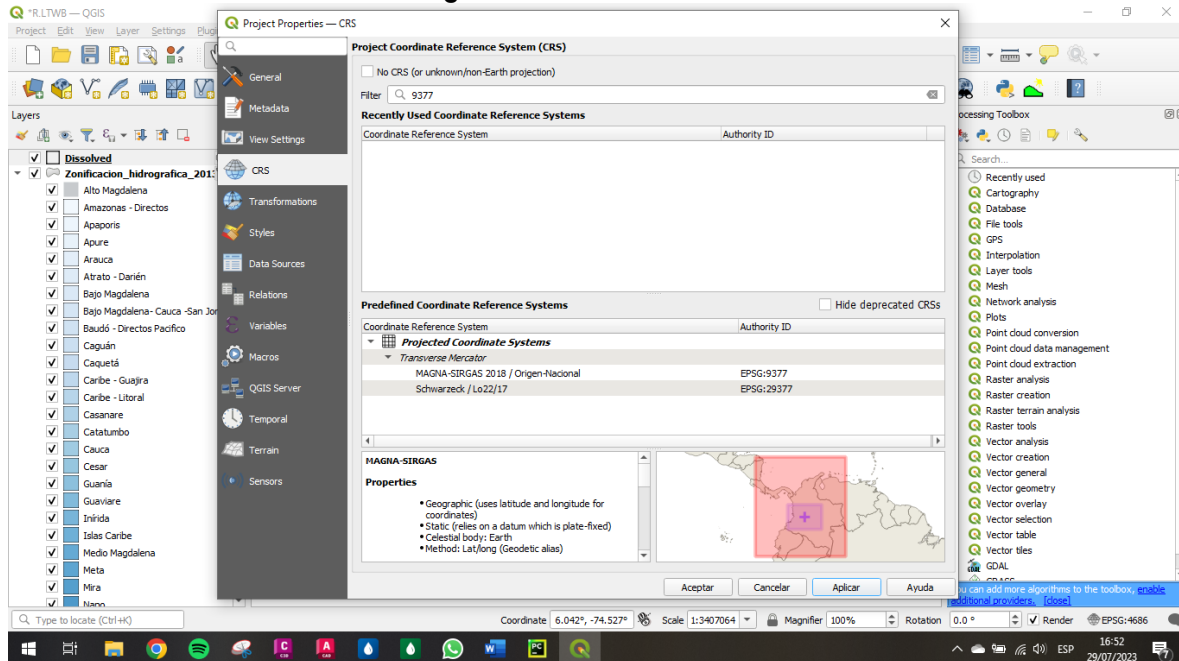 *R.LTWB — QGIS
Project Edit View Layer Settings Plug
Project Properties — CRS
General
Metadata
View Settings
CRS
Transformations
Styles
Data Sources
Relations
Variables
Macros
QGIS Server
Temporal
Terrain
Sensors
Project Coordinate Reference System (CRS)
No CRS (or unknown/non-Earth projection)
Filter 9377
Recently Used Coordinate Reference Systems
Coordinate Reference System Authority ID
Predefined Coordinate Reference Systems Hide deprecated CRSs
Coordinate Reference System Authority ID
Projected Coordinate Systems
Transverse Mercator
MAGNA-SIRGAS 2018 / Origen-Nacional EPSG:9377
Schwarzeck / Lo22/17 EPSG:29377
MAGNA-SIRGAS
Properties
• Geographic (uses latitude and longitude for
coordinates)
• Static (relies on a datum which is plate-fixed)
• Celestial body: Earth
• Method: Lat/long (Geodetic alias)
Aceptar Cancelar Aplicar Ayuda
Layers
Dissolved
Zonificacion_hidrografica_201
Alto Magdalena
Amazonas - Directos
Apaporis
Apure
Arauca
Atrato - Darién
Bajo Magdalena
Bajo Magdalena- Cauca -San Jor
Baudó - Directos Pacifico
Caguán
Caquetá
Caribe - Guajira
Caribe - Litoral
Casanare
Catatumbo
Cauca
Cesar
Guanía
Guaviare
Inírida
Islas Caribe
Medio Magdalena
Meta
Mira
ocessing Toolbox
Search...
Recently used
Cartography
Database
File tools
GPS
Interpolation
Layer tools
Mesh
Network analysis
Plots
Point cloud conversion
Point cloud data management
Point cloud extraction
Raster analysis
Raster creation
Raster terrain analysis
Raster tools
Vector analysis
Vector creation
Vector general
Vector geometry
Vector overlay
Vector selection
Vector table
Vector tiles
GDAL
ou can add more algorithms to the toolbox, enable
additional providers. [close]
Type to locate (Ctrl+K) Coordinate 6.042°, -74.527° Scale 1:3407064 Magnifier 100% Rotation 0.0 ° Render EPSG:4686
ESP 16:52
29/07/2023